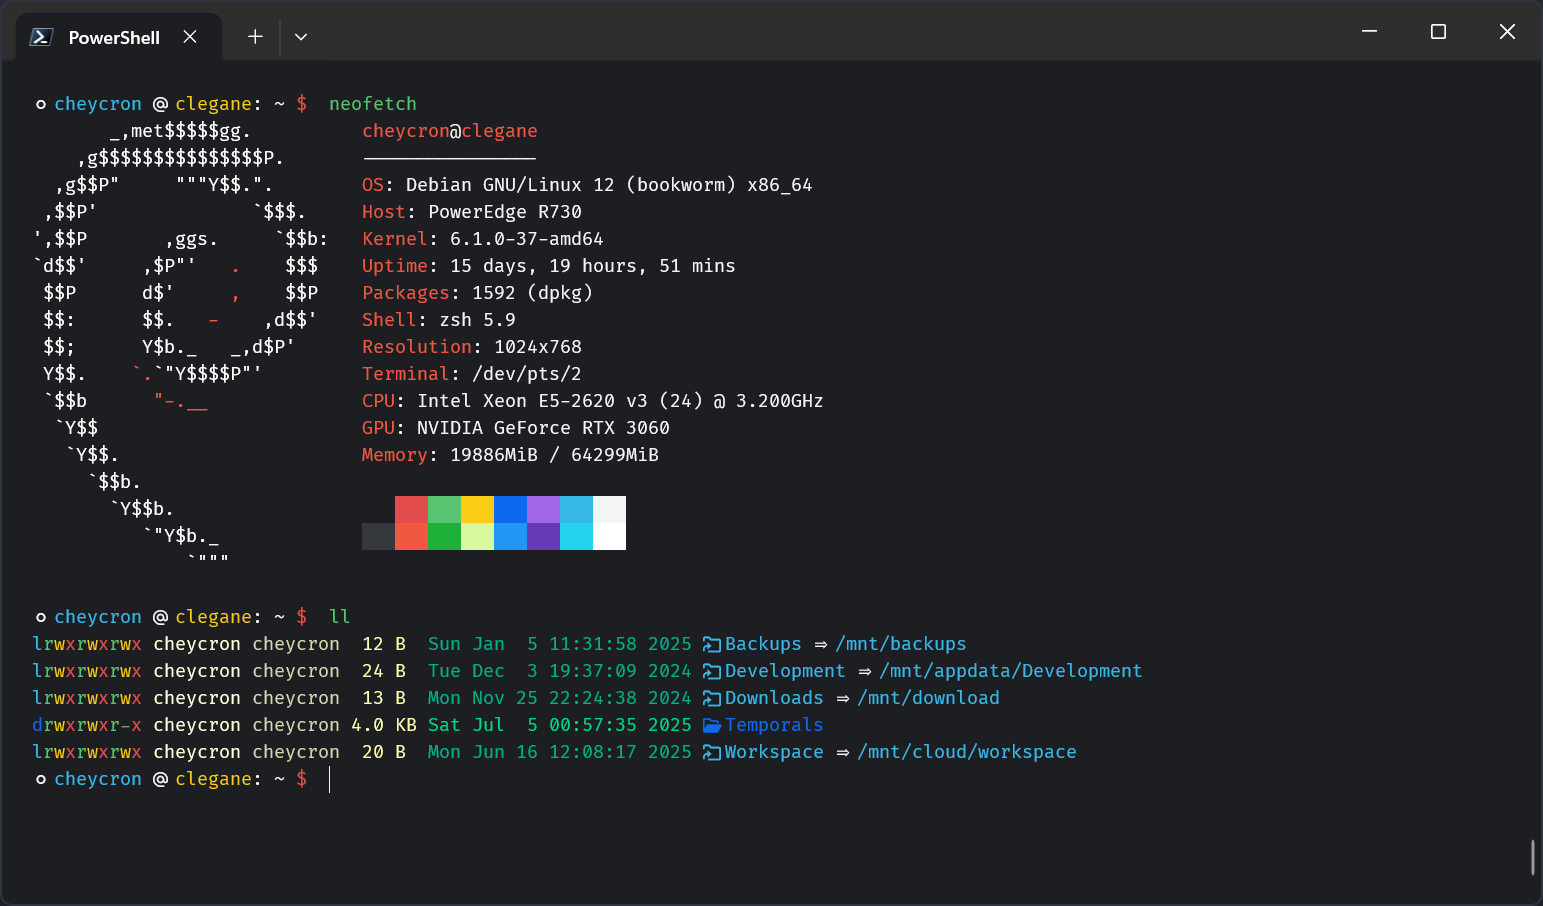 PowerShell
cheycron @ clegane: ~ $  neofetch
       _,met$$$$$gg.          cheycron@clegane
    ,g$$$$$$$$$$$$$$$P.       ----------------
  ,g$$P"     """Y$$.".        OS: Debian GNU/Linux 12 (bookworm) x86_64
 ,$$P'              `$$$.     Host: PowerEdge R730
',$$P       ,ggs.     `$$b:   Kernel: 6.1.0-37-amd64
`d$$'     ,$P"'   .    $$$    Uptime: 15 days, 19 hours, 51 mins
 $$P      d$'     ,    $$P    Packages: 1592 (dpkg)
 $$:      $$.   -    ,d$$'    Shell: zsh 5.9
 $$;      Y$b._   _,d$P'      Resolution: 1024x768
 Y$$.    `.`"Y$$$$P"'         Terminal: /dev/pts/2
 `$$b      "-.__              CPU: Intel Xeon E5-2620 v3 (24) @ 3.200GHz
  `Y$$                        GPU: NVIDIA GeForce RTX 3060
   `Y$$.                      Memory: 19886MiB / 64299MiB
     `$$b.
       `Y$$b.
          `"Y$b._
              `"""
cheycron @ clegane: ~ $  ll
lrwxrwxrwx cheycron cheycron  12 B  Sun Jan  5 11:31:58 2025 Backups ⇒ /mnt/backups
lrwxrwxrwx cheycron cheycron  24 B  Tue Dec  3 19:37:09 2024 Development ⇒ /mnt/appdata/Development
lrwxrwxrwx cheycron cheycron  13 B  Mon Nov 25 22:24:38 2024 Downloads ⇒ /mnt/download
drwxrwxr-x cheycron cheycron 4.0 KB Sat Jul  5 00:57:35 2025 Temporals
lrwxrwxrwx cheycron cheycron  20 B  Mon Jun 16 12:08:17 2025 Workspace ⇒ /mnt/cloud/workspace
cheycron @ clegane: ~ $